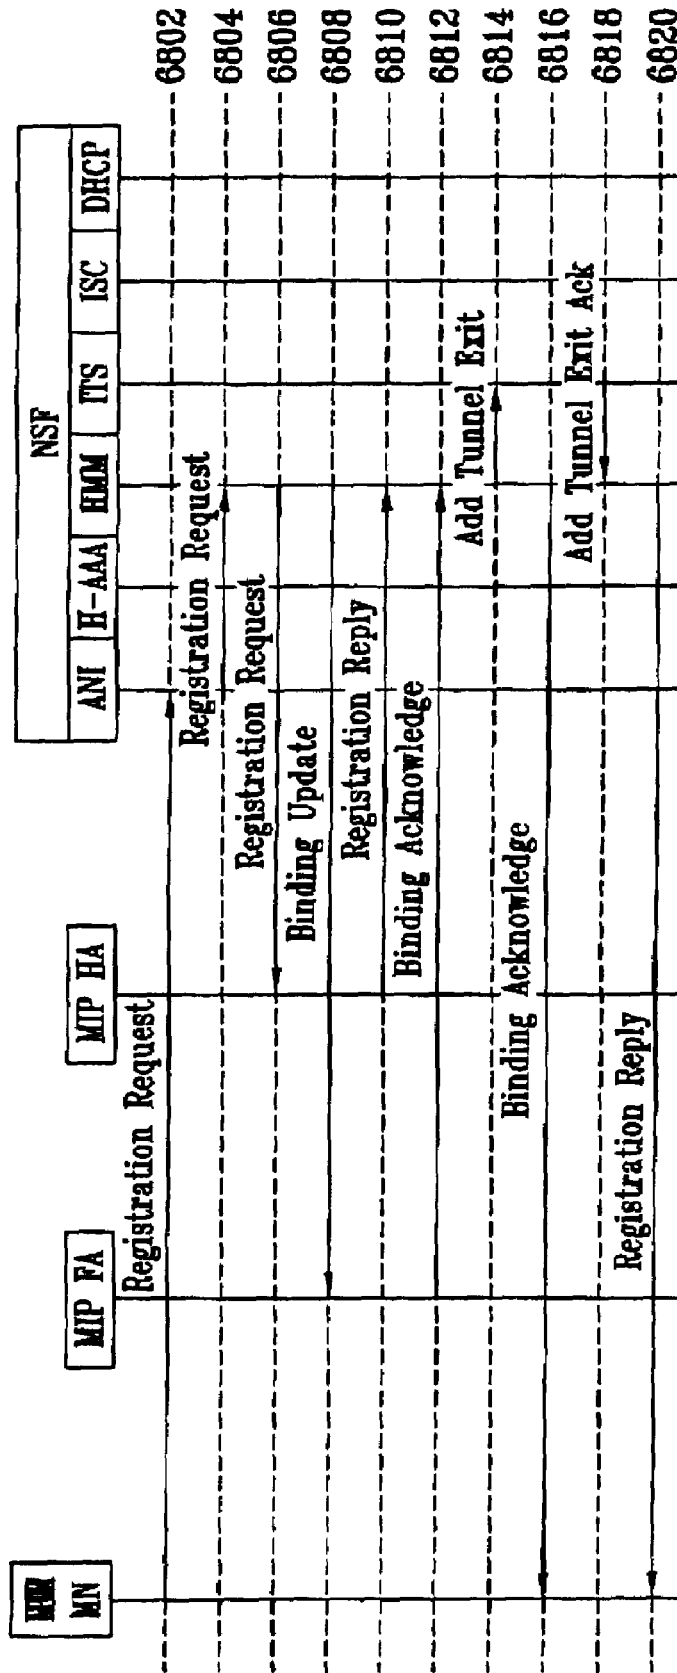 NSF
MN
MIP FA
MIP HA
ANI
H-AAA
HMM
ITS
ISC
DHCP
Registration Request
6802
Registration Request
6804
Registration Request
6806
Binding Update
6808
Registration Reply
6810
Binding Acknowledge
6812
Add Tunnel Exit
6814
Binding Acknowledge
6816
Add Tunnel Exit Ack
6818
Registration Reply
6820